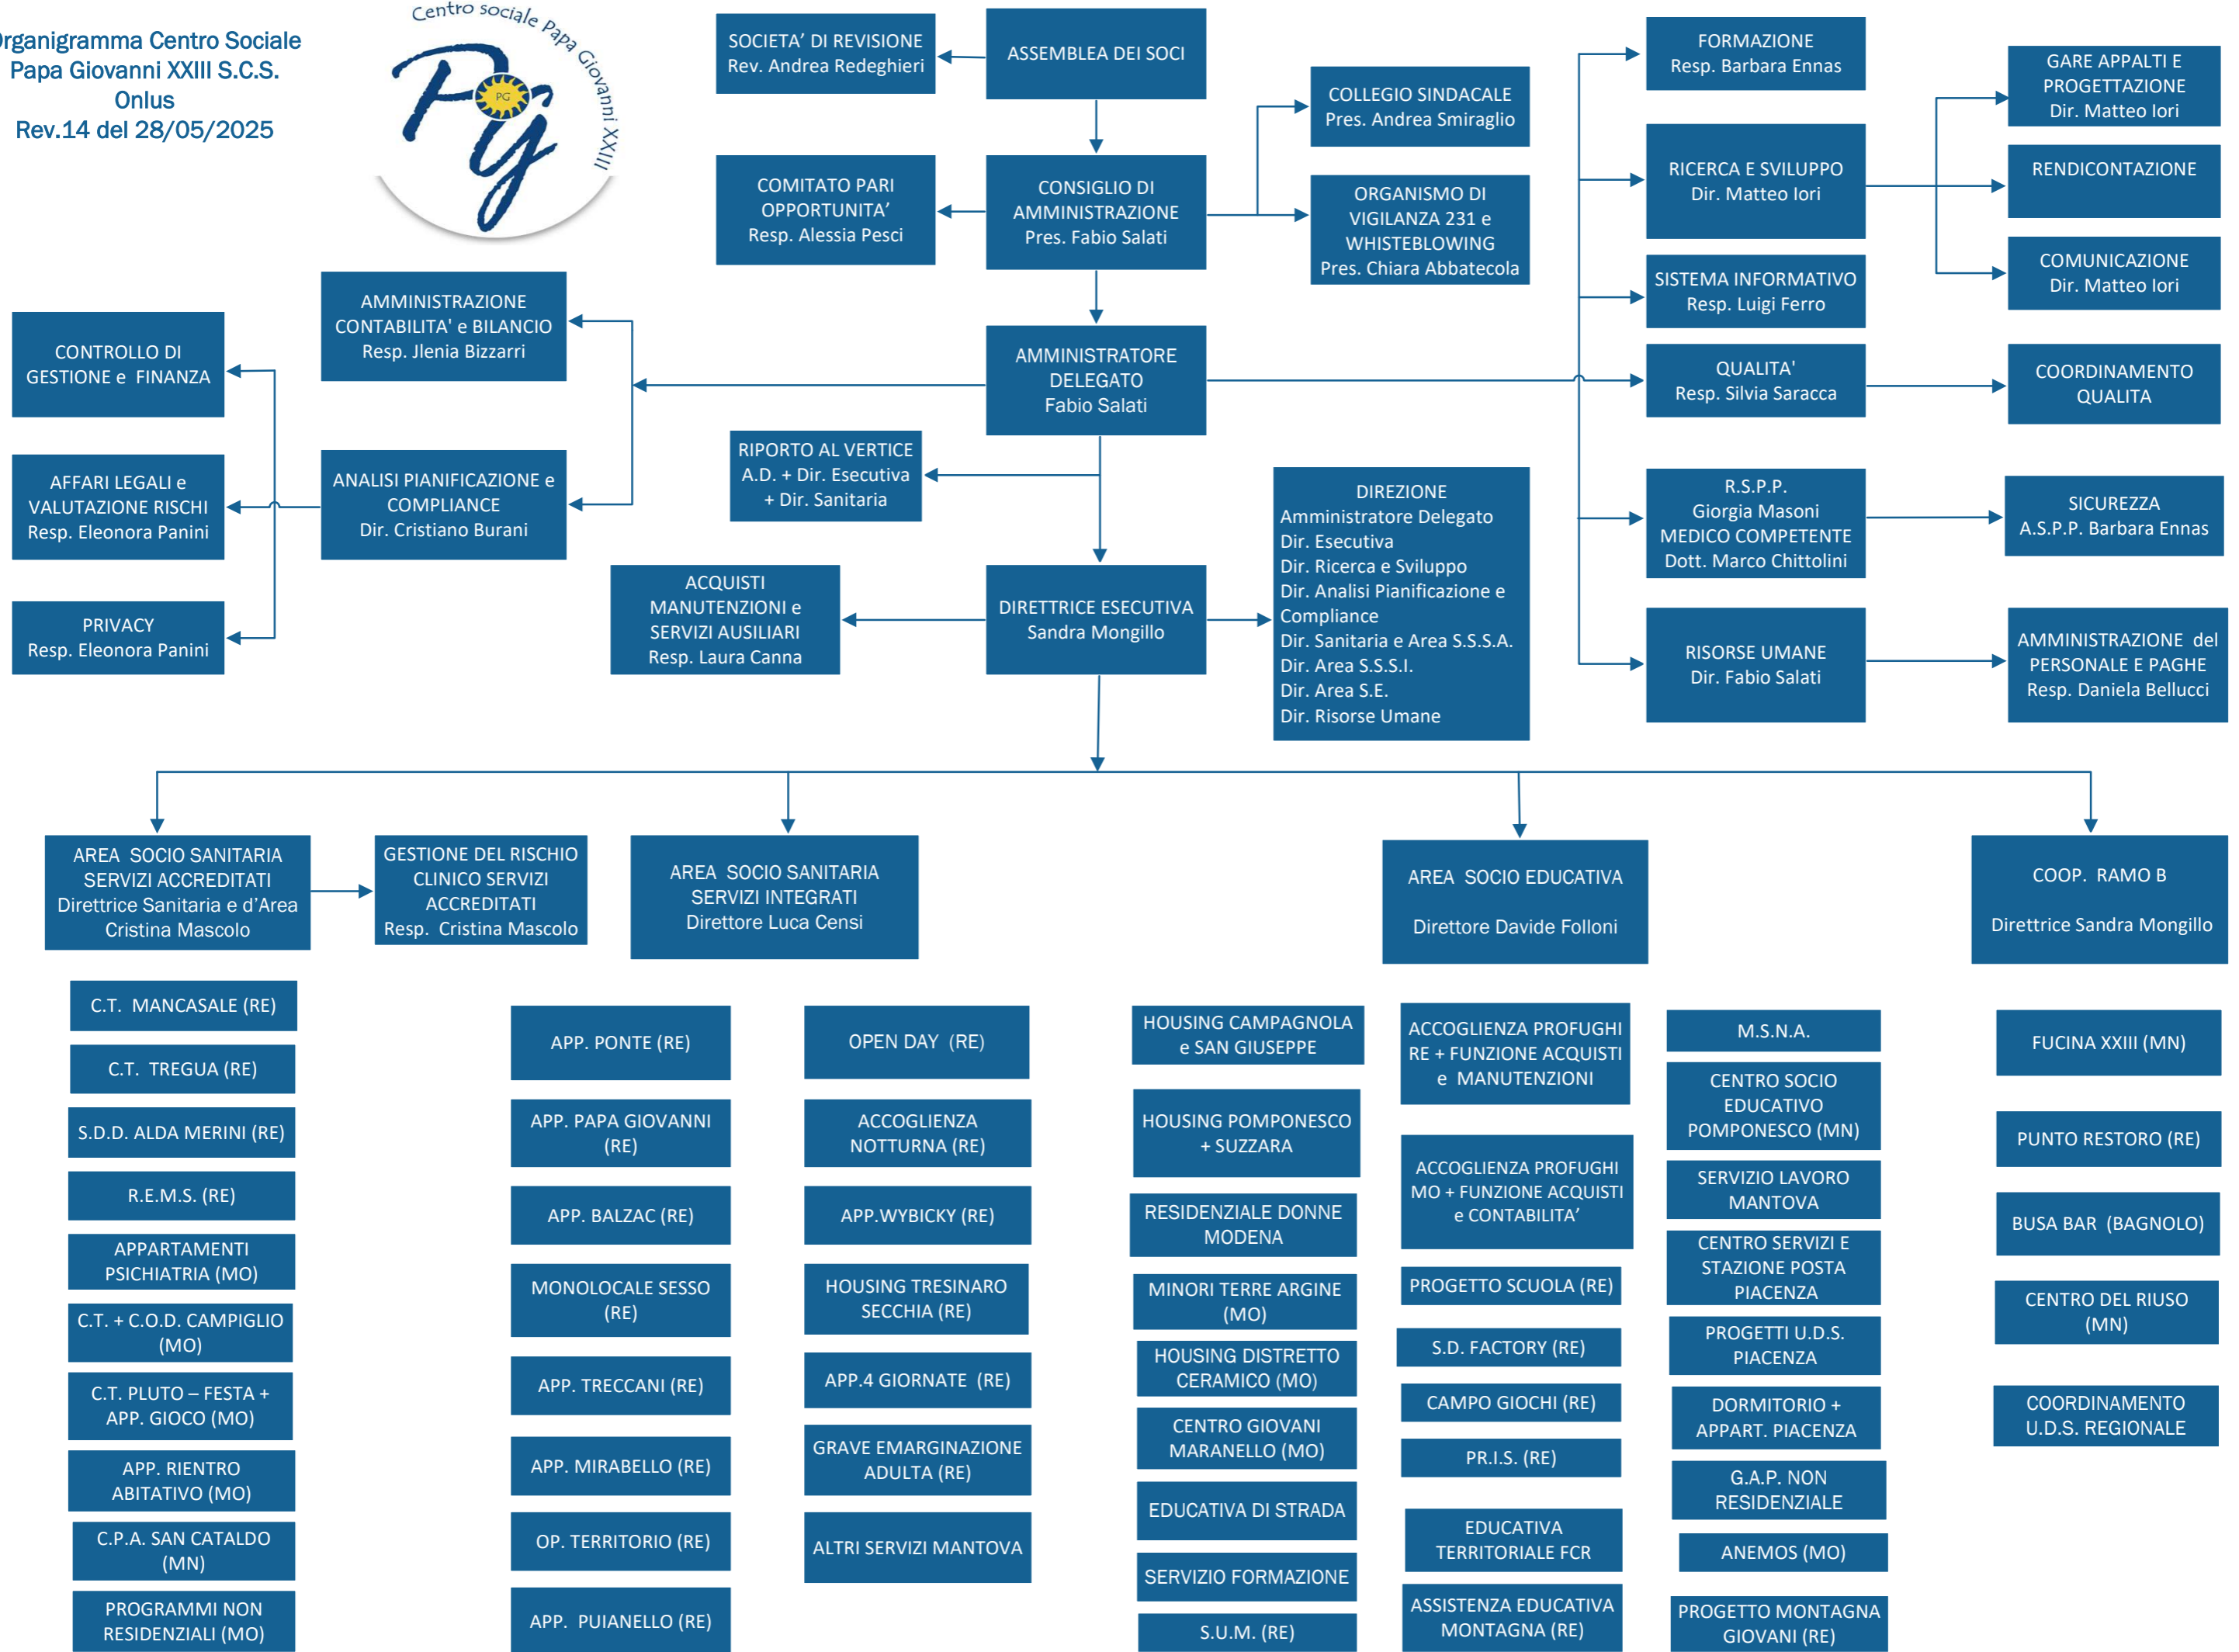 Organigramma Centro Sociale
Papa Giovanni XXIII S.C.S.
Onlus
Rev.14 del 28/05/2025
Centro sociale Papa Giovanni XXIII
PG
SOCIETA' DI REVISIONE
Rev. Andrea Redeghieri
ASSEMBLEA DEI SOCI
COLLEGIO SINDACALE
Pres. Andrea Smiraglio
COMITATO PARI
OPPORTUNITA'
Resp. Alessia Pesci
CONSIGLIO DI
AMMINISTRAZIONE
Pres. Fabio Salati
ORGANISMO DI
VIGILANZA 231 e
WHISTEBLOWING
Pres. Chiara Abbatecola
FORMAZIONE
Resp. Barbara Ennas
RICERCA E SVILUPPO
Dir. Matteo Iori
GARE APPALTI E
PROGETTAZIONE
Dir. Matteo Iori
RENDICONTAZIONE
COMUNICAZIONE
Dir. Matteo Iori
SISTEMA INFORMATIVO
Resp. Luigi Ferro
QUALITA'
Resp. Silvia Saracca
COORDINAMENTO
QUALITA
R.S.P.P.
Giorgia Masoni
MEDICO COMPETENTE
Dott. Marco Chittolini
SICUREZZA
A.S.P.P. Barbara Ennas
RISORSE UMANE
Dir. Fabio Salati
AMMINISTRAZIONE del
PERSONALE E PAGHE
Resp. Daniela Bellucci
AMMINISTRAZIONE
CONTABILITA' e BILANCIO
Resp. Jlenia Bizzarri
CONTROLLO DI
GESTIONE e FINANZA
AFFARI LEGALI e
VALUTAZIONE RISCHI
Resp. Eleonora Panini
ANALISI PIANIFICAZIONE e
COMPLIANCE
Dir. Cristiano Burani
PRIVACY
Resp. Eleonora Panini
AMMINISTRATORE
DELEGATO
Fabio Salati
RIPORTO AL VERTICE
A.D. + Dir. Esecutiva
+ Dir. Sanitaria
ACQUISTI
MANUTENZIONI e
SERVIZI AUSILIARI
Resp. Laura Canna
DIRETTRICE ESECUTIVA
Sandra Mongillo
DIREZIONE
Amministratore Delegato
Dir. Esecutiva
Dir. Ricerca e Sviluppo
Dir. Analisi Pianificazione e
Compliance
Dir. Sanitaria e Area S.S.S.A.
Dir. Area S.S.S.I.
Dir. Area S.E.
Dir. Risorse Umane
AREA SOCIO SANITARIA
SERVIZI ACCREDITATI
Direttrice Sanitaria e d'Area
Cristina Mascolo
GESTIONE DEL RISCHIO
CLINICO SERVIZI
ACCREDITATI
Resp. Cristina Mascolo
AREA SOCIO SANITARIA
SERVIZI INTEGRATI
Direttore Luca Censi
AREA SOCIO EDUCATIVA
Direttore Davide Folloni
COOP. RAMO B
Direttrice Sandra Mongillo
C.T. MANCASALE (RE)
C.T. TREGUA (RE)
S.D.D. ALDA MERINI (RE)
R.E.M.S. (RE)
APPARTAMENTI
PSICHIATRIA (MO)
C.T. + C.O.D. CAMPIGLIO
(MO)
C.T. PLUTO – FESTA +
APP. GIOCO (MO)
APP. RIENTRO
ABITATIVO (MO)
C.P.A. SAN CATALDO
(MN)
PROGRAMMI NON
RESIDENZIALI (MO)
APP. PONTE (RE)
APP. PAPA GIOVANNI
(RE)
APP. BALZAC (RE)
MONOLOCALE SESSO
(RE)
APP. TRECCANI (RE)
APP. MIRABELLO (RE)
OP. TERRITORIO (RE)
APP. PUIANELLO (RE)
OPEN DAY (RE)
ACCOGLIENZA
NOTTURNA (RE)
APP.WYBICKY (RE)
HOUSING TRESINARO
SECCHIA (RE)
APP.4 GIORNATE (RE)
GRAVE EMARGINAZIONE
ADULTA (RE)
ALTRI SERVIZI MANTOVA
HOUSING CAMPAGNOLA
e SAN GIUSEPPE
HOUSING POMPONESCO
+ SUZZARA
RESIDENZIALE DONNE
MODENA
MINORI TERRE ARGINE
(MO)
HOUSING DISTRETTO
CERAMICO (MO)
CENTRO GIOVANI
MARANELLO (MO)
EDUCATIVA DI STRADA
SERVIZIO FORMAZIONE
S.U.M. (RE)
ACCOGLIENZA PROFUGHI
RE + FUNZIONE ACQUISTI
e MANUTENZIONI
ACCOGLIENZA PROFUGHI
MO + FUNZIONE ACQUISTI
e CONTABILITA'
PROGETTO SCUOLA (RE)
S.D. FACTORY (RE)
CAMPO GIOCHI (RE)
PR.I.S. (RE)
EDUCATIVA
TERRITORIALE FCR
ASSISTENZA EDUCATIVA
MONTAGNA (RE)
M.S.N.A.
CENTRO SOCIO
EDUCATIVO
POMPONESCO (MN)
SERVIZIO LAVORO
MANTOVA
CENTRO SERVIZI E
STAZIONE POSTA
PIACENZA
PROGETTI U.D.S.
PIACENZA
DORMITORIO +
APPART. PIACENZA
G.A.P. NON
RESIDENZIALE
ANEMOS (MO)
PROGETTO MONTAGNA
GIOVANI (RE)
FUCINA XXIII (MN)
PUNTO RESTORO (RE)
BUSA BAR (BAGNOLO)
CENTRO DEL RIUSO
(MN)
COORDINAMENTO
U.D.S. REGIONALE